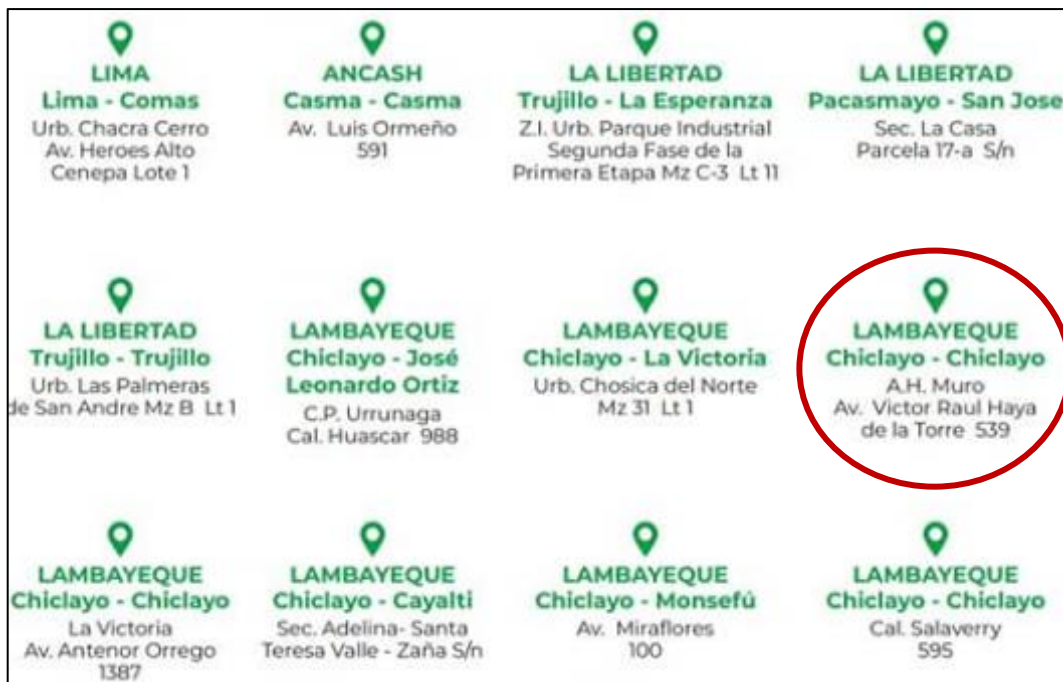 LIMA
Lima - Comas
Urb. Chacra Cerro
Av. Heroes Alto
Cenepa Lote 1
ANCASH
Casma - Casma
Av. Luis Ormeño
591
LA LIBERTAD
Trujillo - La Esperanza
Z.I. Urb. Parque Industrial
Segunda Fase de la
Primera Etapa Mz C-3 Lt 11
LA LIBERTAD
Pacasmayo - San Jose
Sec. La Casa
Parcela 17-a S/n
LA LIBERTAD
Trujillo - Trujillo
Urb. Las Palmeras
de San Andre Mz B Lt 1
LAMBAYEQUE
Chiclayo - José
Leonardo Ortiz
C.P. Urrunaga
Cal. Huascar 988
LAMBAYEQUE
Chiclayo - La Victoria
Urb. Chosica del Norte
Mz 31 Lt 1
LAMBAYEQUE
Chiclayo - Chiclayo
A.H. Muro
Av. Victor Raul Haya
de la Torre 539
LAMBAYEQUE
Chiclayo - Chiclayo
La Victoria
Av. Antenor Orrego
1387
LAMBAYEQUE
Chiclayo - Cayalti
Sec. Adelina- Santa
Teresa Valle - Zaña S/n
LAMBAYEQUE
Chiclayo - Monsefú
Av. Miraflores
100
LAMBAYEQUE
Chiclayo - Chiclayo
Cal. Salaverry
595